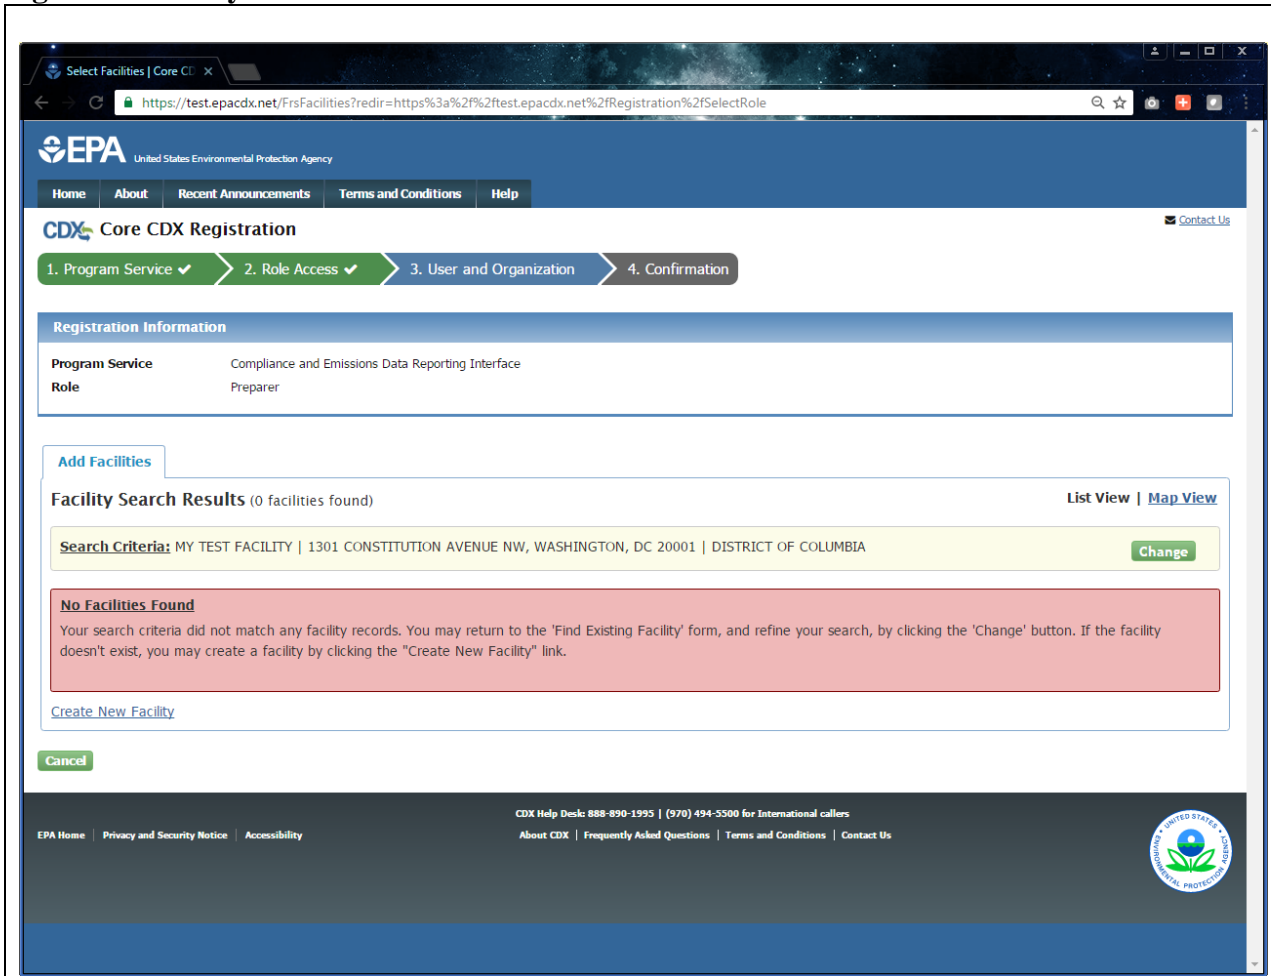 Select Facilities | Core CD
https://test.epacdx.net/FrsFacilities?redir=https%3a%2f%2ftest.epacdx.net%2fRegistration%2fSelectRole
EPA United States Environmental Protection Agency
Home About Recent Announcements Terms and Conditions Help
CDX Core CDX Registration
Contact Us
1. Program Service ✔ 2. Role Access ✔ 3. User and Organization 4. Confirmation
Registration Information
Program Service Compliance and Emissions Data Reporting Interface
Role Preparer
Add Facilities
Facility Search Results (0 facilities found) List View | Map View
Search Criteria: MY TEST FACILITY | 1301 CONSTITUTION AVENUE NW, WASHINGTON, DC 20001 | DISTRICT OF COLUMBIA
Change
No Facilities Found
Your search criteria did not match any facility records. You may return to the 'Find Existing Facility' form, and refine your search, by clicking the 'Change' button. If the facility
doesn't exist, you may create a facility by clicking the "Create New Facility" link.
Create New Facility
Cancel
CDX Help Desk: 888-890-1995 | (970) 494-5500 for International callers
EPA Home | Privacy and Security Notice | Accessibility
About CDX | Frequently Asked Questions | Terms and Conditions | Contact Us
UNITED STATES
ENVIRONMENTAL PROTECTION AGENCY